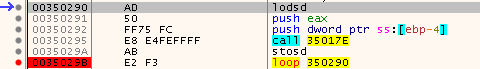 00350290 AD lodsd
00350291 50 push eax
00350292 FF75 FC push dword ptr ss:[ebp-4]
00350295 E8 E4FEFFFF call 35017E
0035029A AB stosd
0035029B E2 F3 loop 350290